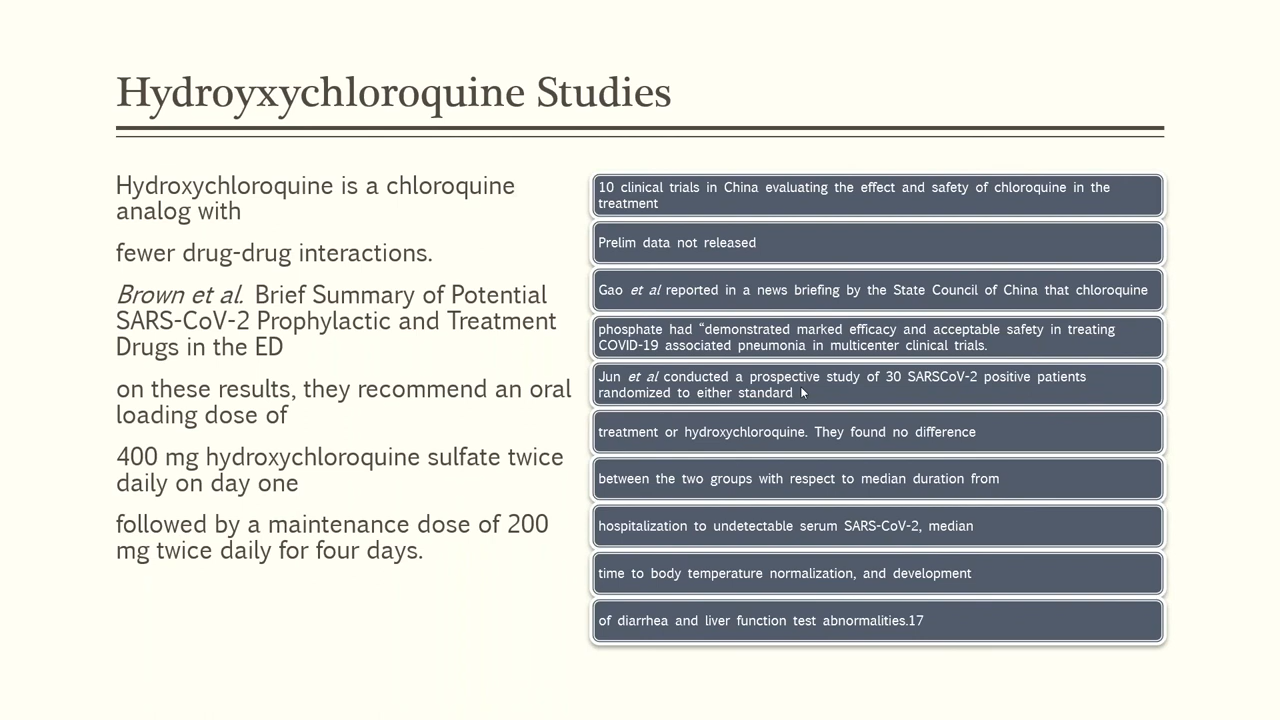 Hydroyxychloroquine Studies
Hydroxychloroquine is a chloroquine
analog with
fewer drug-drug interactions.
Brown et al. Brief Summary of Potential
SARS-CoV-2 Prophylactic and Treatment
Drugs in the ED
on these results, they recommend an oral
loading dose of
400 mg hydroxychloroquine sulfate twice
daily on day one
followed by a maintenance dose of 200
mg twice daily for four days.
10 clinical trials in China evaluating the effect and safety of chloroquine in the
treatment
Prelim data not released
Gao et al reported in a news briefing by the State Council of China that chloroquine
phosphate had “demonstrated marked efficacy and acceptable safety in treating
COVID-19 associated pneumonia in multicenter clinical trials.
Jun et al conducted a prospective study of 30 SARSCoV-2 positive patients
randomized to either standard
treatment or hydroxychloroquine. They found no difference
between the two groups with respect to median duration from
hospitalization to undetectable serum SARS-CoV-2, median
time to body temperature normalization, and development
of diarrhea and liver function test abnormalities.17